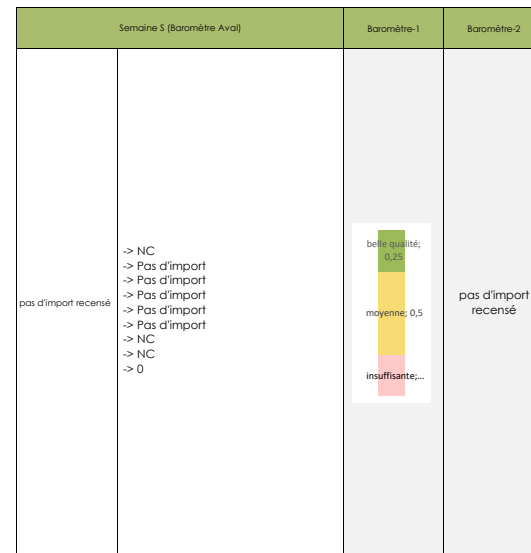 Semaine S (Baromètre Aval)
Baromètre-1
Baromètre-2
pas d'import recensé
-> NC
-> Pas d'import
-> Pas d'import
-> Pas d'import
-> Pas d'import
-> Pas d'import
-> NC
-> NC
-> 0
belle qualité;
0,25
moyenne; 0,5
insuffisante;...
pas d'import
recensé